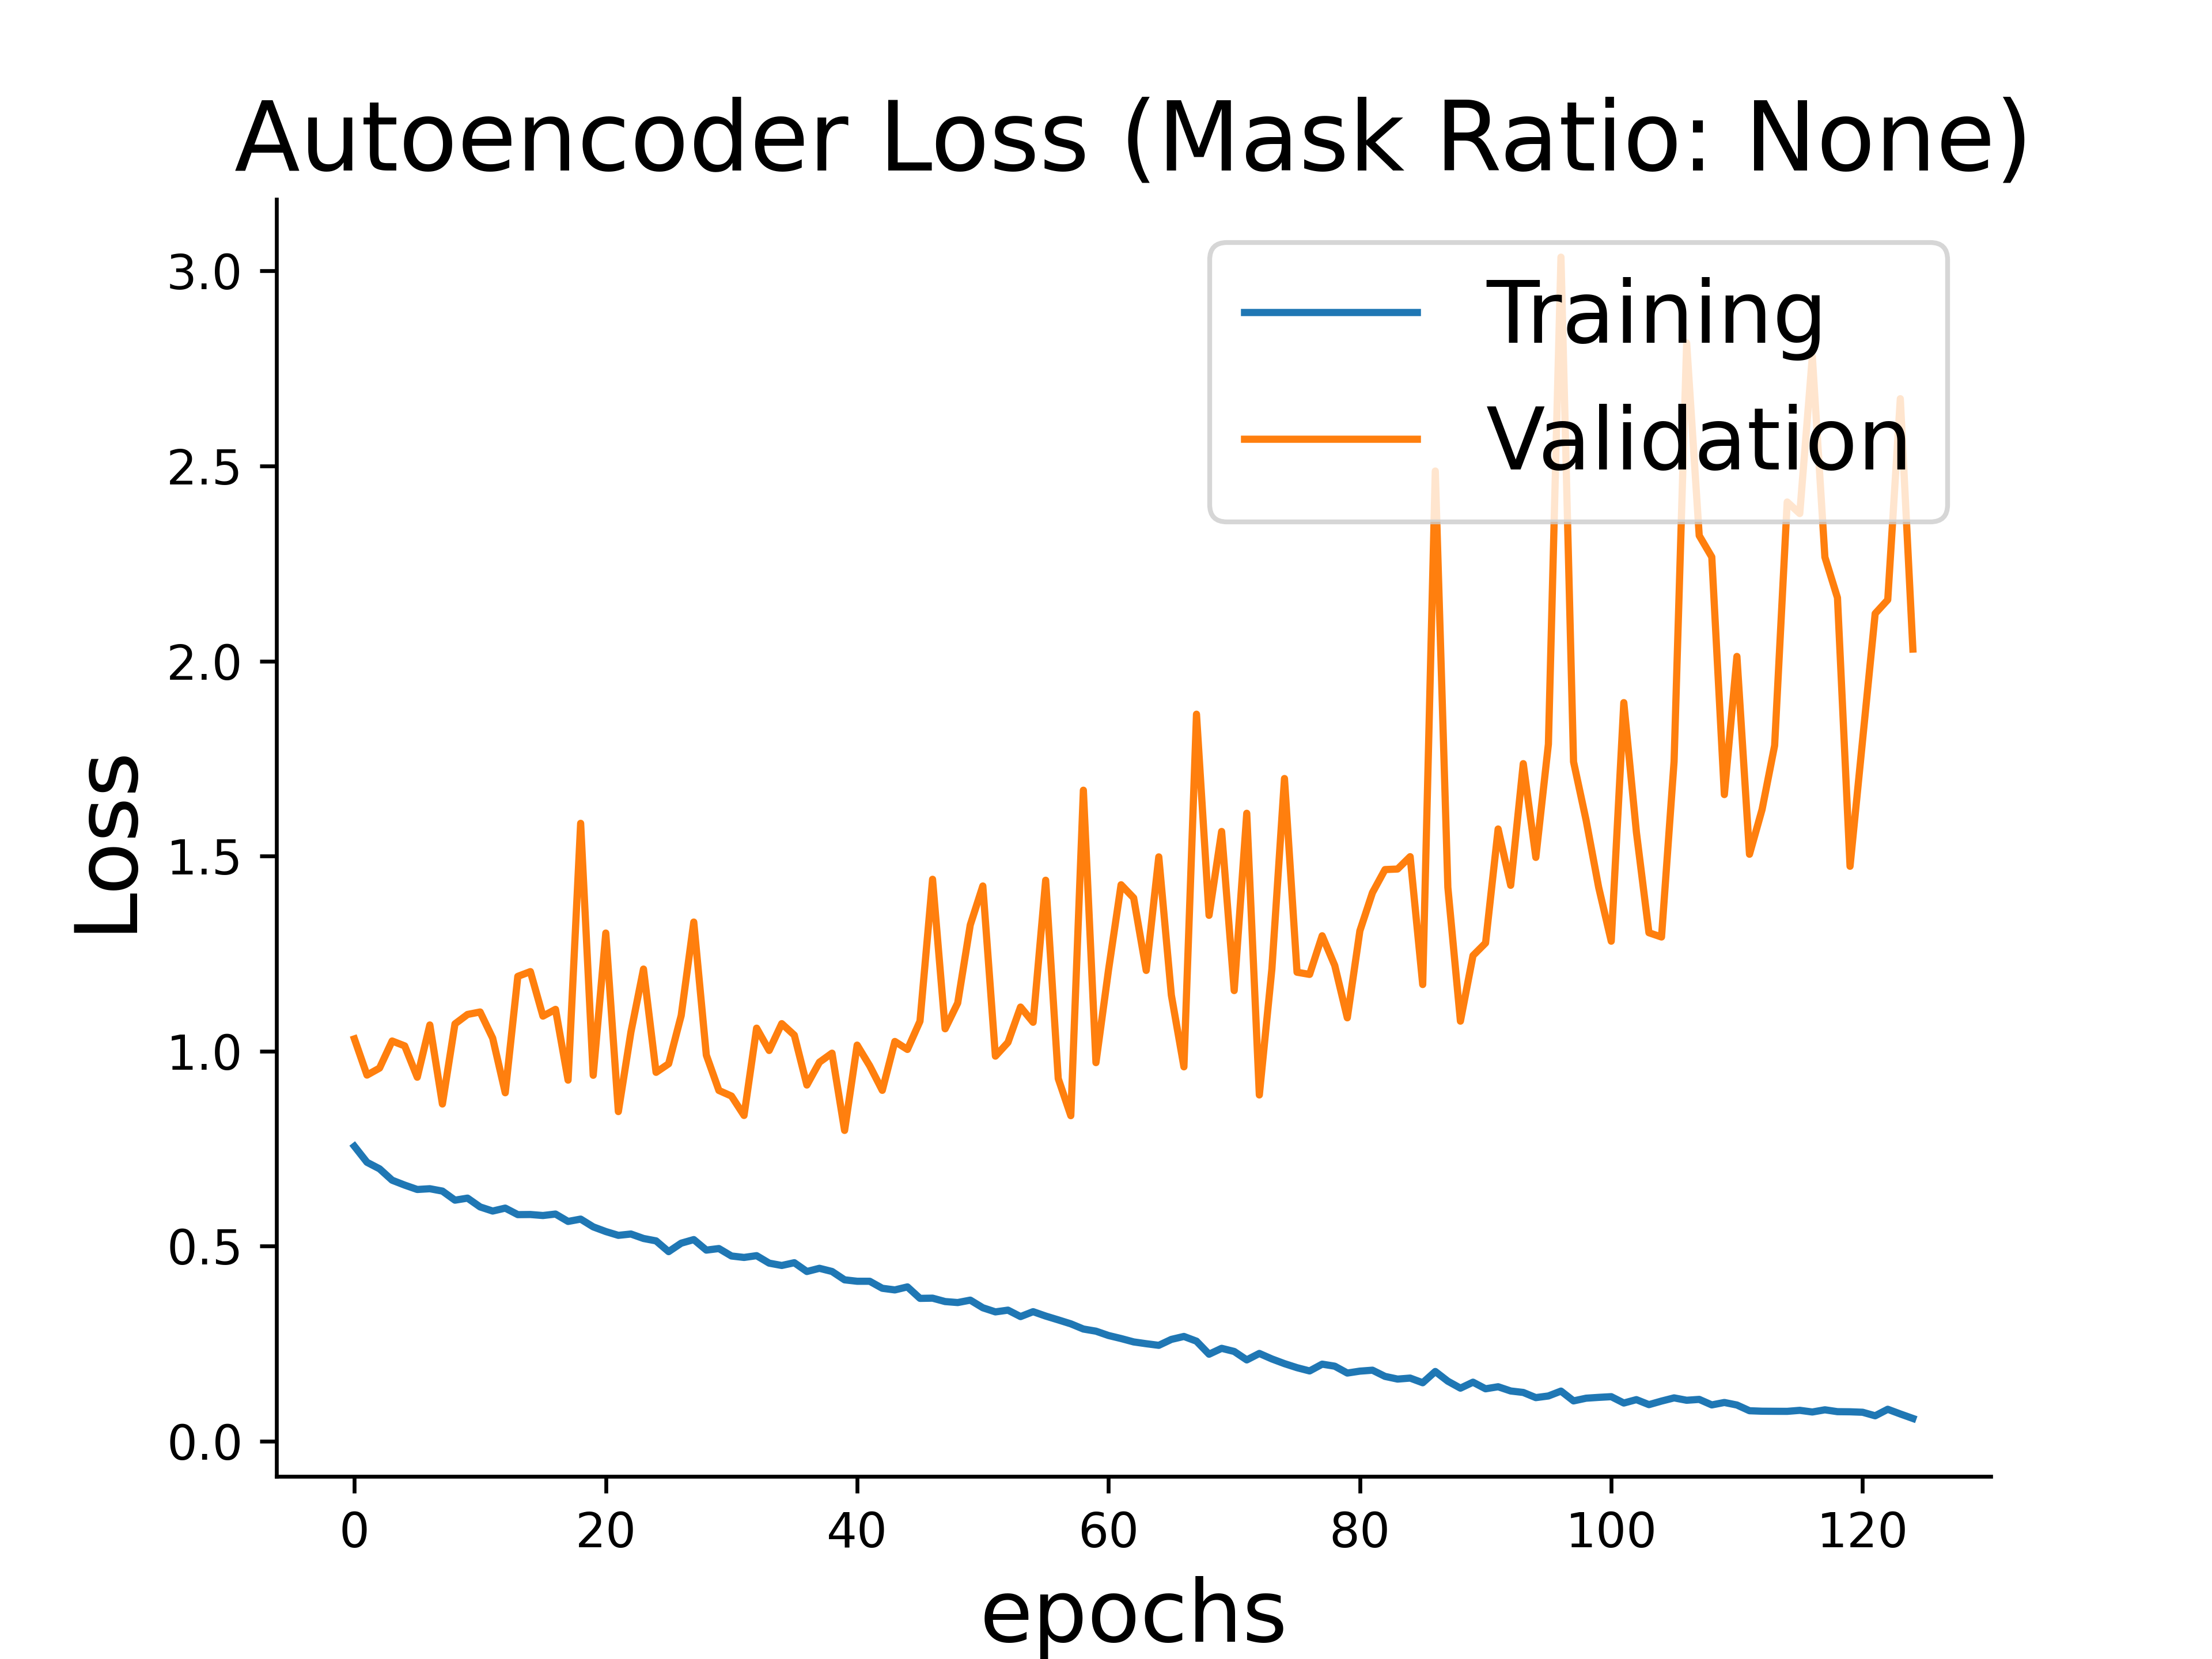 Autoencoder Loss (Mask Ratio: None)
3.0
2.5
2.0
1.5
1.0
0.5
0.0
Loss
Training
Validation
0 20 40 60 80 100 120
epochs